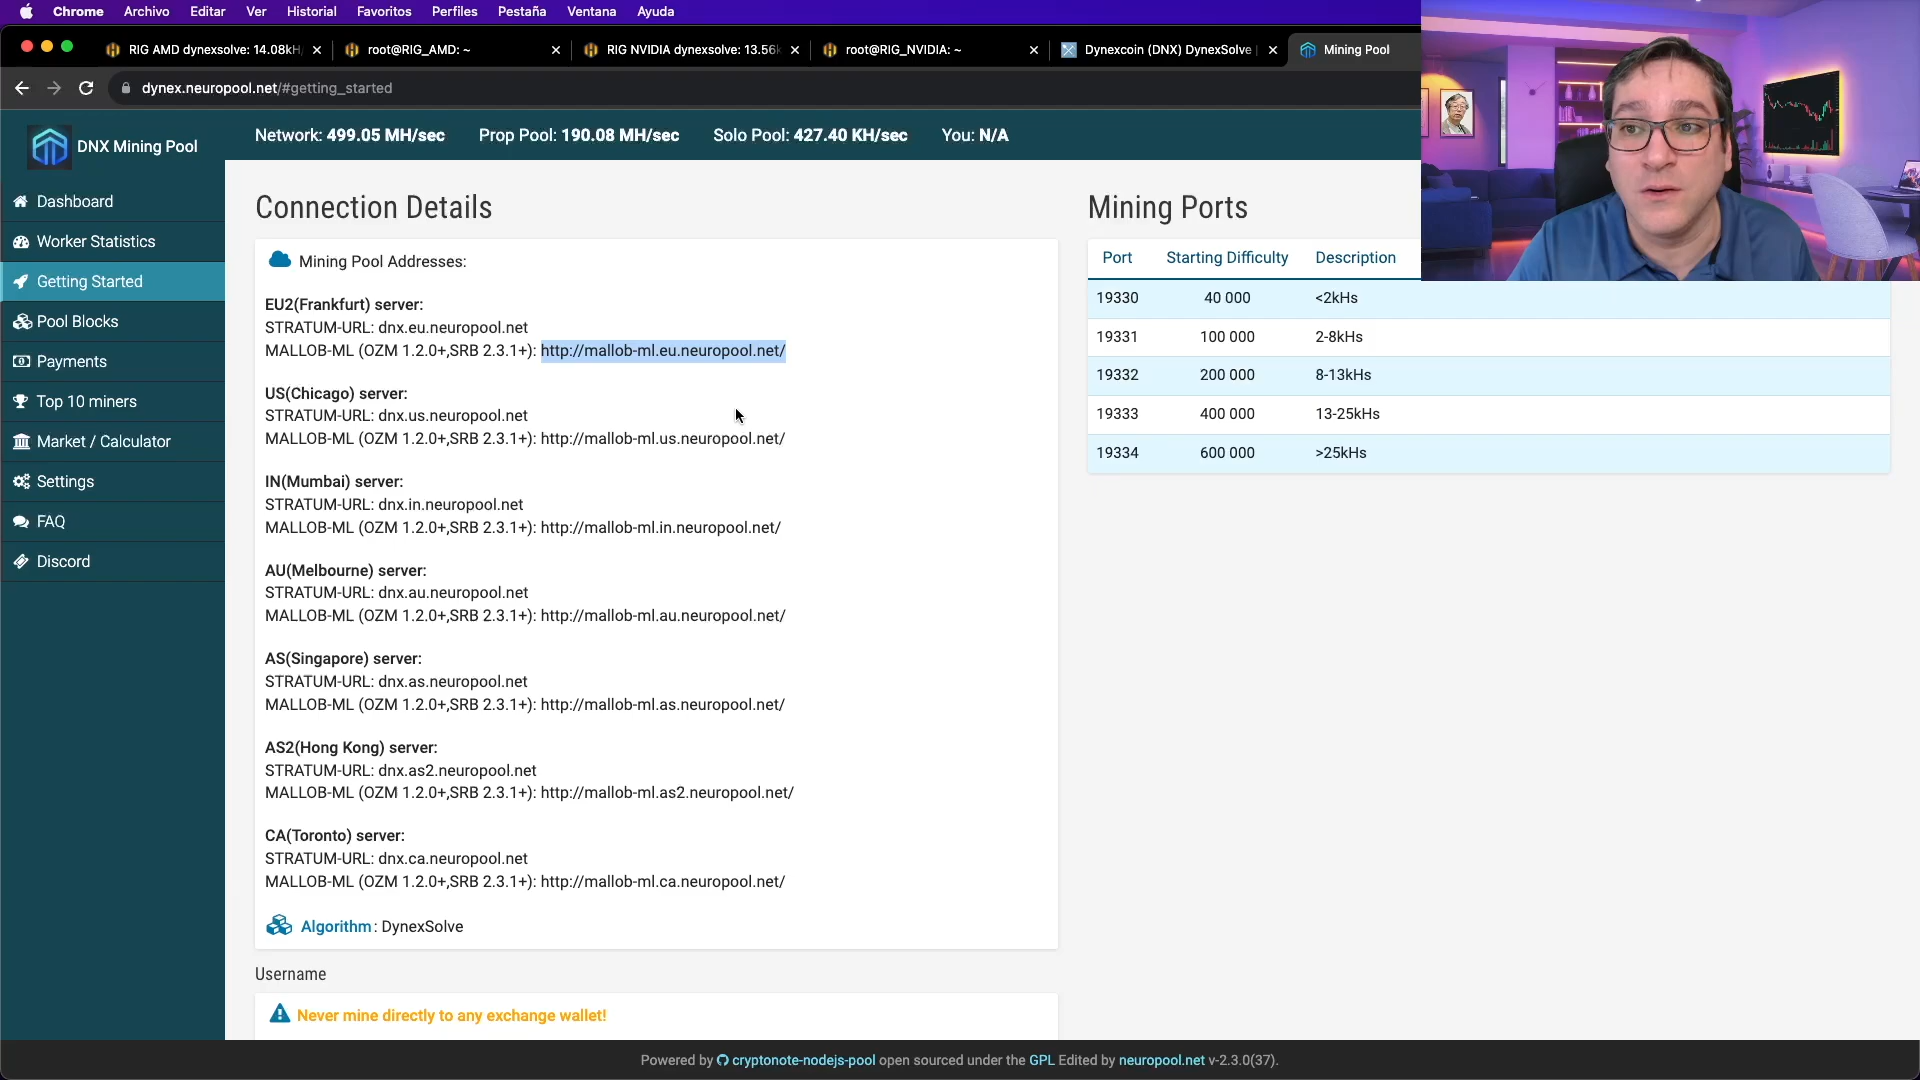 Chrome Archivo Editar Ver Historial Favoritos Perfiles Pestaña Ventana Ayuda
RIG AMD dynexsolve: 14.08kH, root@RIG_AMD: ~ RIG NVIDIA dynexsolve: 13.56k root@RIG_NVIDIA: ~ Dynexcoin (DNX) DynexSolve Mining Pool
dynex.neuropool.net/#getting_started
DNX Mining Pool
Network: 499.05 MH/sec Prop Pool: 190.08 MH/sec Solo Pool: 427.40 KH/sec You: N/A
Dashboard
Worker Statistics
Getting Started
Pool Blocks
Payments
Top 10 miners
Market / Calculator
Settings
FAQ
Discord
Connection Details
Mining Pool Addresses:
EU2(Frankfurt) server:
STRATUM-URL: dnx.eu.neuropool.net
MALLOB-ML (OZM 1.2.0+,SRB 2.3.1+): http://mallob-ml.eu.neuropool.net/
US(Chicago) server:
STRATUM-URL: dnx.us.neuropool.net
MALLOB-ML (OZM 1.2.0+,SRB 2.3.1+): http://mallob-ml.us.neuropool.net/
IN(Mumbai) server:
STRATUM-URL: dnx.in.neuropool.net
MALLOB-ML (OZM 1.2.0+,SRB 2.3.1+): http://mallob-ml.in.neuropool.net/
AU(Melbourne) server:
STRATUM-URL: dnx.au.neuropool.net
MALLOB-ML (OZM 1.2.0+,SRB 2.3.1+): http://mallob-ml.au.neuropool.net/
AS(Singapore) server:
STRATUM-URL: dnx.as.neuropool.net
MALLOB-ML (OZM 1.2.0+,SRB 2.3.1+): http://mallob-ml.as.neuropool.net/
AS2(Hong Kong) server:
STRATUM-URL: dnx.as2.neuropool.net
MALLOB-ML (OZM 1.2.0+,SRB 2.3.1+): http://mallob-ml.as2.neuropool.net/
CA(Toronto) server:
STRATUM-URL: dnx.ca.neuropool.net
MALLOB-ML (OZM 1.2.0+,SRB 2.3.1+): http://mallob-ml.ca.neuropool.net/
Algorithm: DynexSolve
Username
Never mine directly to any exchange wallet!
Mining Ports
Port Starting Difficulty Description
19330 40 000 <2kHs
19331 100 000 2-8kHs
19332 200 000 8-13kHs
19333 400 000 13-25kHs
19334 600 000 >25kHs
Powered by cryptonote-nodejs-pool open sourced under the GPL Edited by neuropool.net v-2.3.0(37).